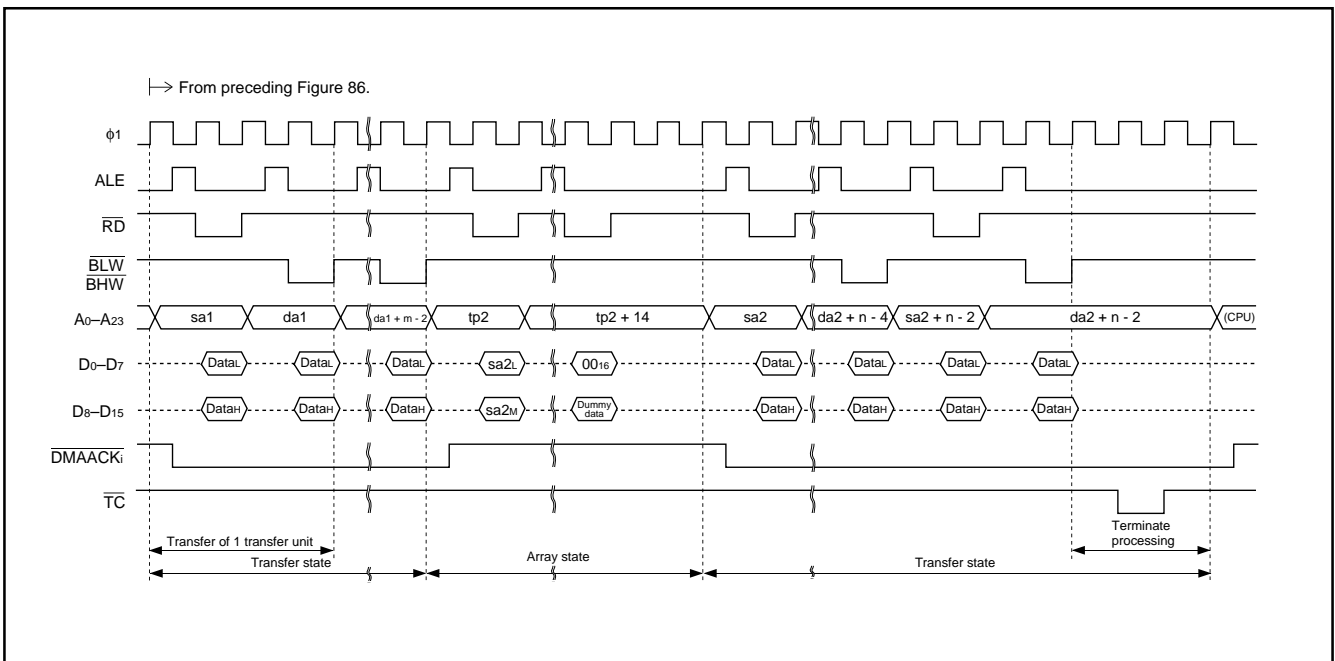 From preceding Figure 86.
ϕ1
ALE
RD
BLW
BHW
A0–A23 sa1 da1 da1 + m - 2 tp2 tp2 + 14 sa2 da2 + n - 4 sa2 + n - 2 da2 + n - 2 (CPU)
D0–D7 DataL DataL DataL sa2L 0016 DataL DataL DataL DataL
D8–D15 DataH DataH DataH sa2M Dummy data DataH DataH DataH DataH
DMAACKi
TC
Transfer of 1 transfer unit
Terminate
processing
Transfer state Array state Transfer state